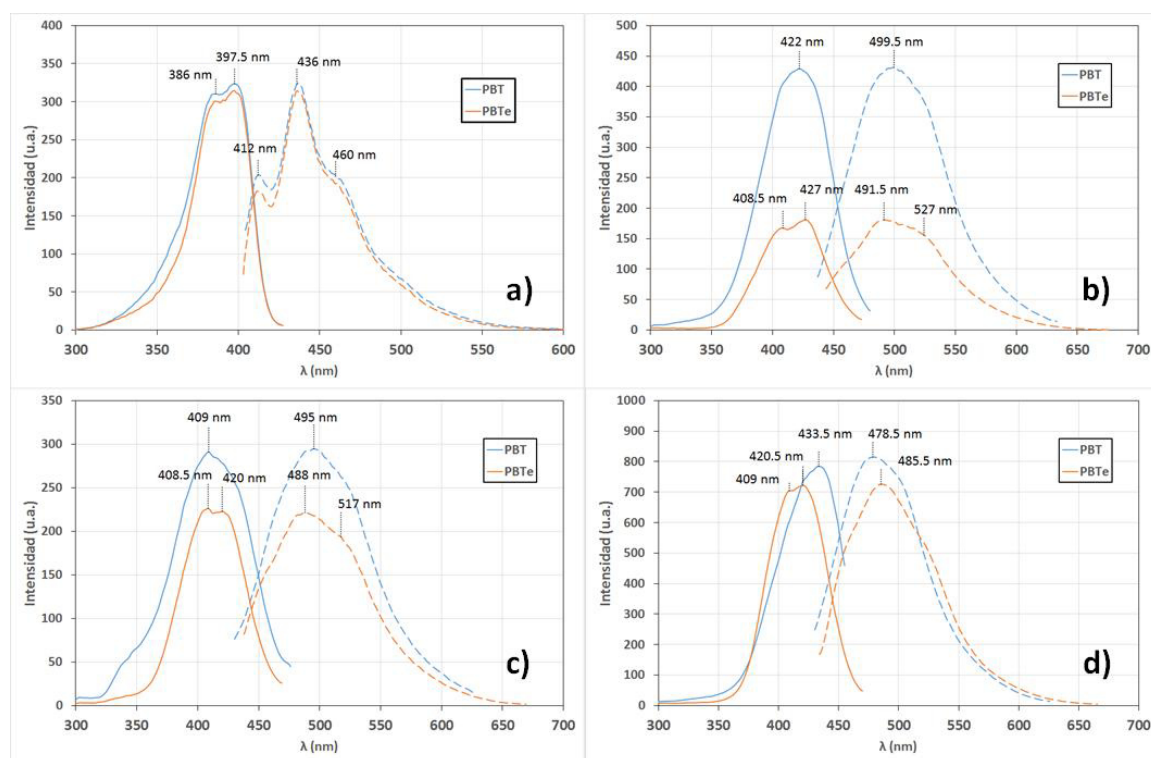 400
350
300
250
200
150
100
50
0
300 350 400 450 500 550 600
Intensidad (u.a.)
λ (nm)
386 nm
397.5 nm
436 nm
412 nm
460 nm
PBT
PBTe
a)
500
450
400
350
300
250
200
150
100
50
0
300 350 400 450 500 550 600 650 700
Intensidad (u.a.)
λ (nm)
422 nm
499.5 nm
408.5 nm
427 nm
491.5 nm
527 nm
PBT
PBTe
b)
350
300
250
200
150
100
50
0
300 350 400 450 500 550 600 650 700
Intensidad (u.a.)
λ (nm)
409 nm
495 nm
408.5 nm
420 nm
488 nm
517 nm
PBT
PBTe
c)
1000
900
800
700
600
500
400
300
200
100
0
300 350 400 450 500 550 600 650 700
Intensidad (u.a.)
λ (nm)
433.5 nm
478.5 nm
420.5 nm
485.5 nm
409 nm
PBT
PBTe
d)